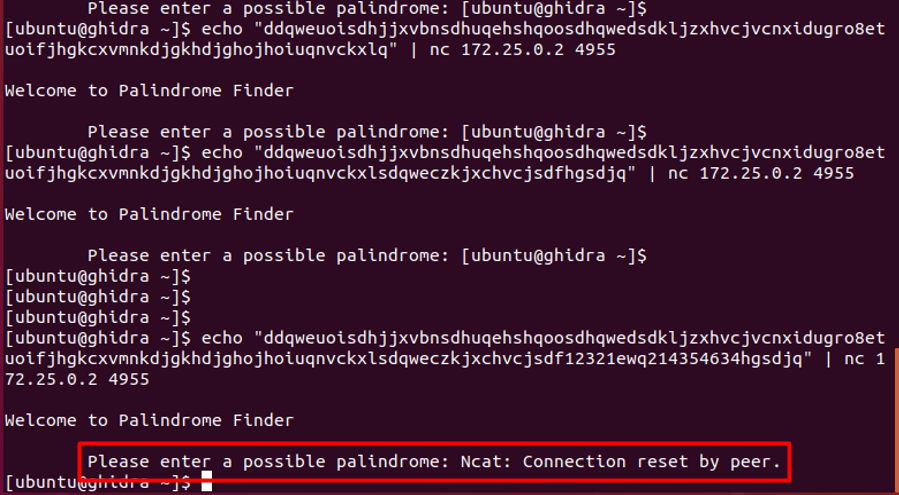 Please enter a possible palindrome: [ubuntu@ghidra ~]$
[ubuntu@ghidra ~]$ echo "ddqweuoisdhjjxvbnsdhuqehshqoosdhqwedsdkljzxhvcjvcnxidugro8et
uoifjhgkcxvmnkdjgkhdjghojhoiuqnvckxlq" | nc 172.25.0.2 4955
Welcome to Palindrome Finder
Please enter a possible palindrome: [ubuntu@ghidra ~]$
[ubuntu@ghidra ~]$ echo "ddqweuoisdhjjxvbnsdhuqehshqoosdhqwedsdkljzxhvcjvcnxidugro8et
uoifjhgkcxvmnkdjgkhdjghojhoiuqnvckxlsdqweczkjxchvcjsdfhgsdjq" | nc 172.25.0.2 4955
Welcome to Palindrome Finder
Please enter a possible palindrome: [ubuntu@ghidra ~]$
[ubuntu@ghidra ~]$
[ubuntu@ghidra ~]$
[ubuntu@ghidra ~]$
[ubuntu@ghidra ~]$ echo "ddqweuoisdhjjxvbnsdhuqehshqoosdhqwedsdkljzxhvcjvcnxidugro8et
uoifjhgkcxvmnkdjgkhdjghojhoiuqnvckxlsdqweczkjxchvcjsdf12321ewq214354634hgsdjq" | nc 1
72.25.0.2 4955
Welcome to Palindrome Finder
Please enter a possible palindrome: Ncat: Connection reset by peer.
[ubuntu@ghidra ~]$